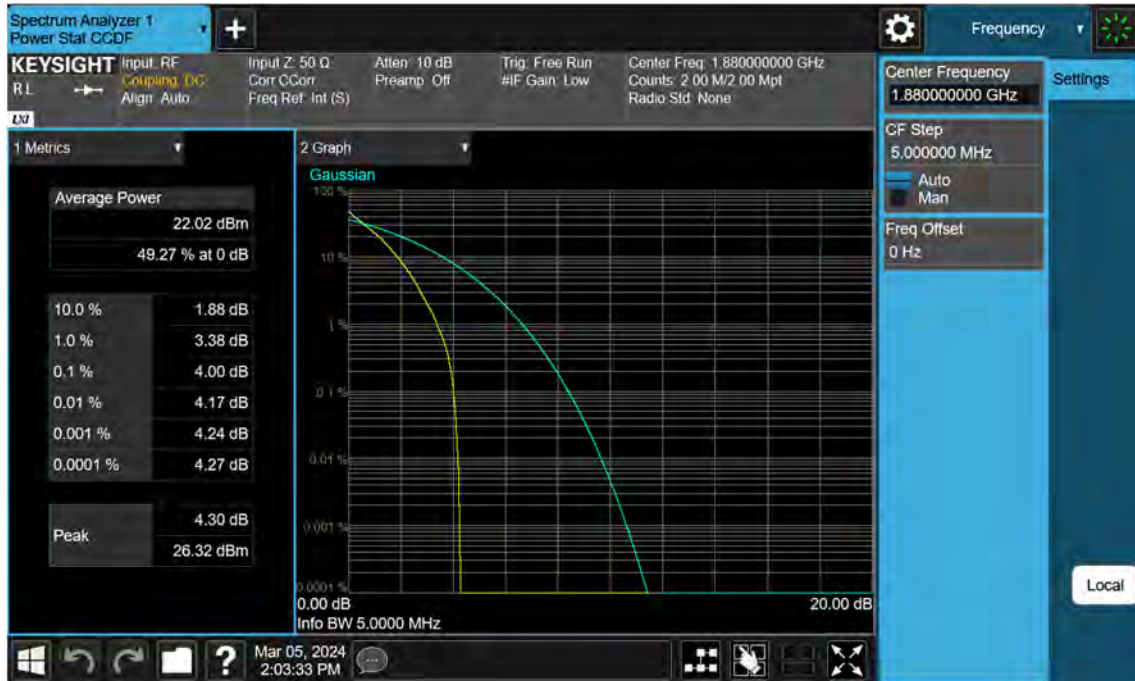 Spectrum Analyzer 1
Power Stat CCDF
Frequency
KEYSIGHT
RL
LXI
Input: RF
Coupling: DC
Align: Auto
Input Z: 50 Ω
Corr CCorr
Freq Ref: Int (S)
Atten: 10 dB
Preamp: Off
Trig: Free Run
#IF Gain: Low
Center Freq: 1.880000000 GHz
Counts: 2.00 M/2.00 Mpt
Radio Std: None
Center Frequency
1.880000000 GHz
Settings
CF Step
5.000000 MHz
Auto
Man
Freq Offset
0 Hz
1 Metrics
Average Power
22.02 dBm
49.27 % at 0 dB
10.0 % 1.88 dB
1.0 % 3.38 dB
0.1 % 4.00 dB
0.01 % 4.17 dB
0.001 % 4.24 dB
0.0001 % 4.27 dB
Peak 4.30 dB
26.32 dBm
2 Graph
Gaussian
100 %
10 %
1 %
0.1 %
0.01 %
0.001 %
0.0001 %
0.00 dB 20.00 dB
Info BW 5.0000 MHz
Local
?
Mar 05, 2024
2:03:33 PM